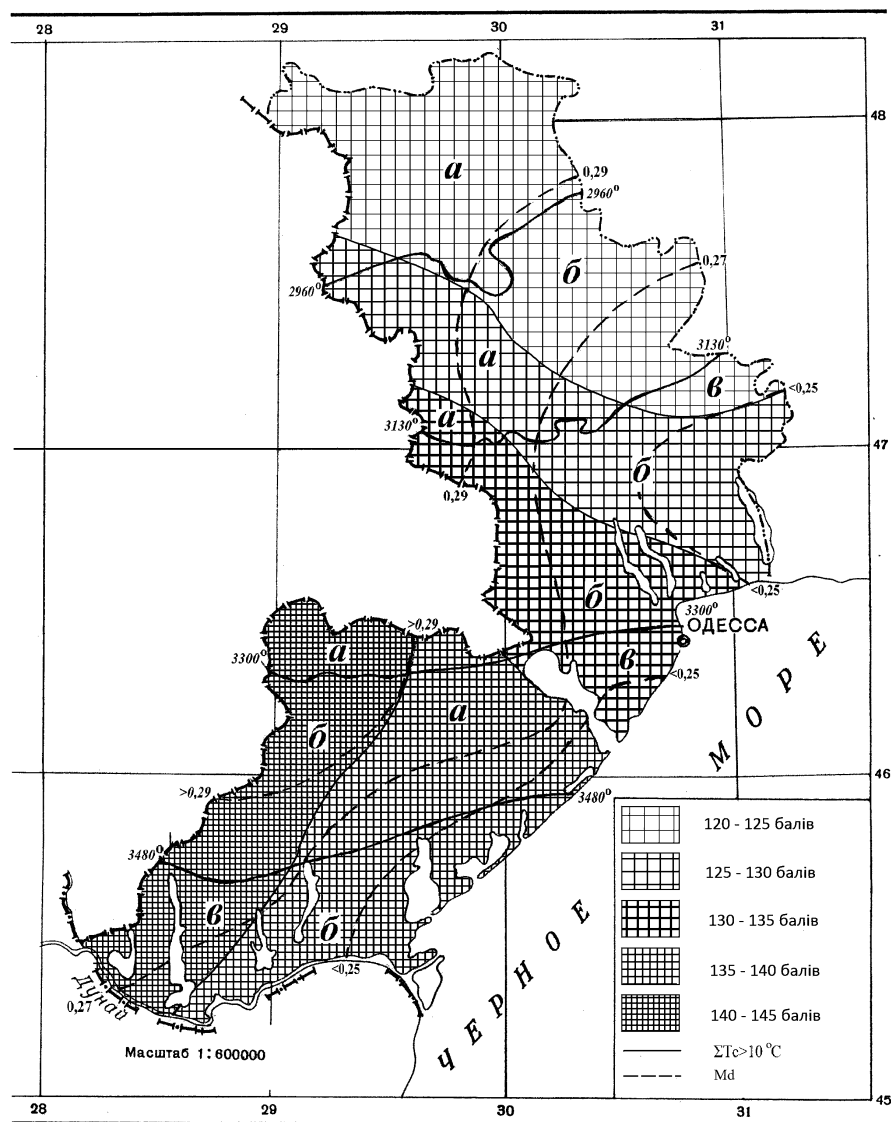 28 29 30 31
48
а
0,29
2960°
б
0,27
2960°
а
3130°
в
<0,25
а
3130°
47
б
0,29
<0,25
б
3300°
ОДЕССА
>0,29
а
3300°
в
<0,25
а
б
МОРЕ
46
>0,29
3480°
3480°
120 - 125 балів
125 - 130 балів
130 - 135 балів
135 - 140 балів
140 - 145 балів
ΣТс>10 °С
Md
в
б
<0,25
ЧЕРНОЕ
Дунай
0,27
Масштаб 1:600000
45
28 29 30 31